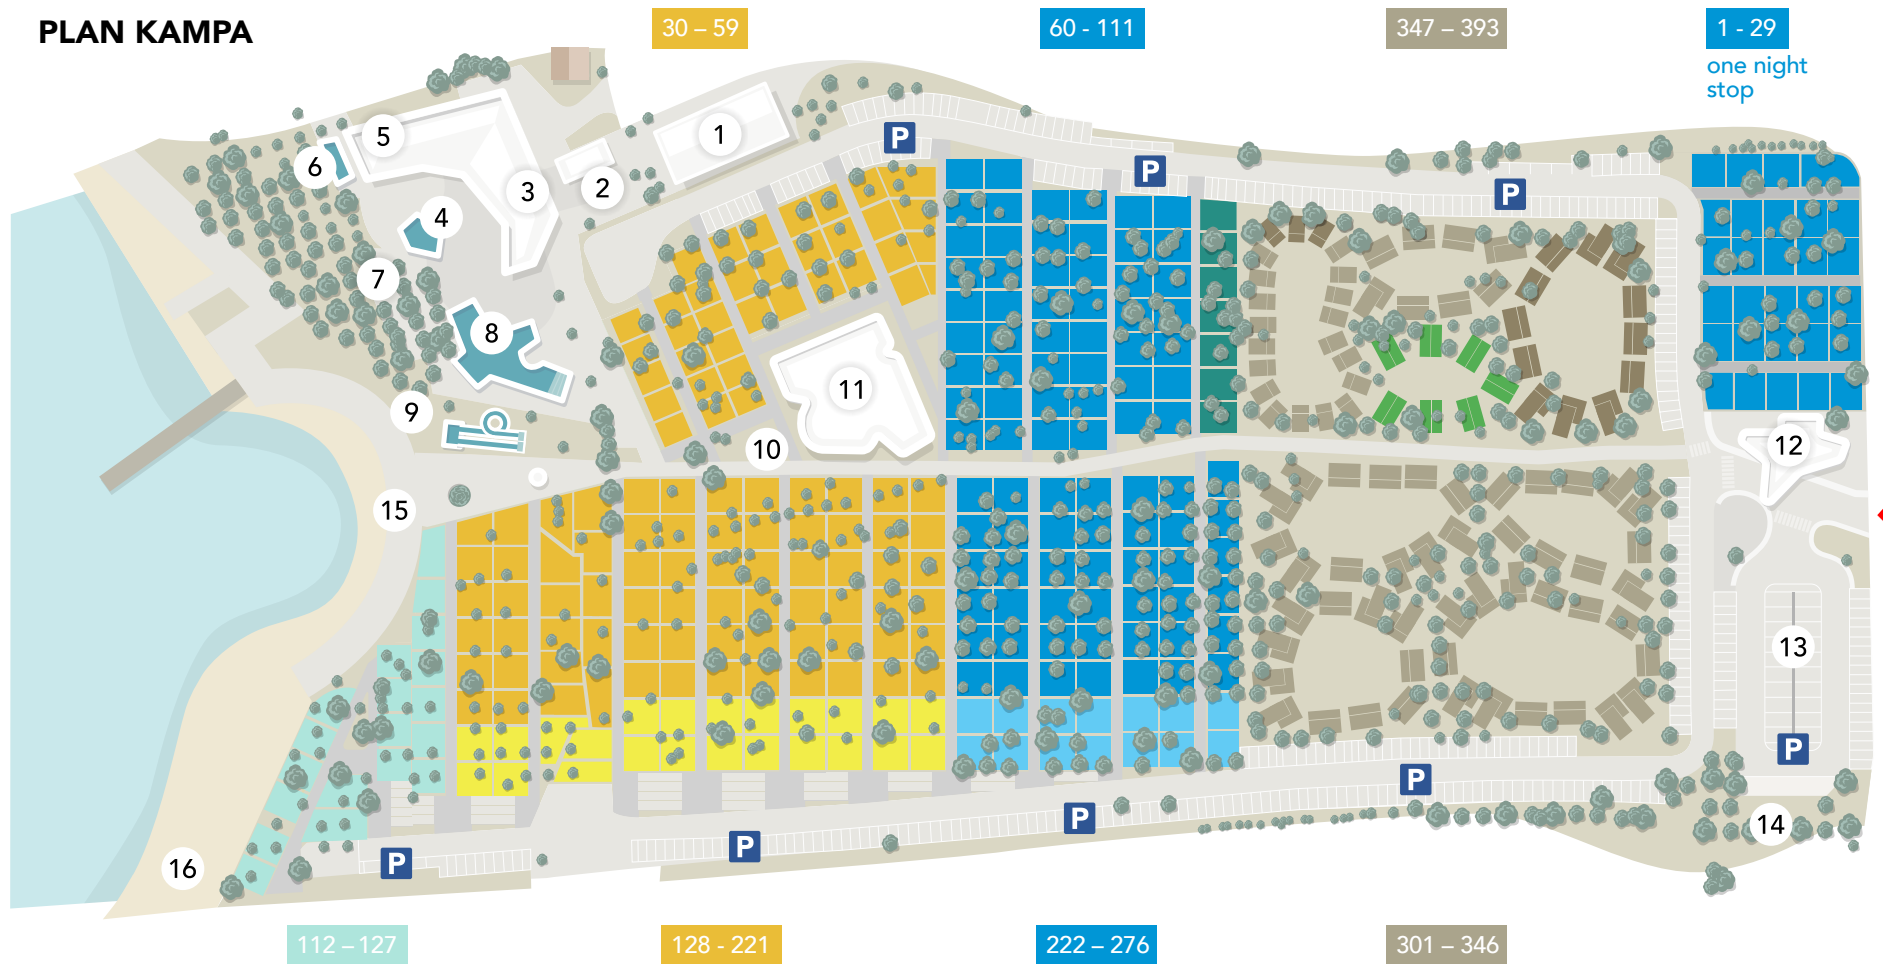 PLAN KAMPA
30 – 59
60 - 111
347 – 393
1 - 29
one night
stop
1
2
3
4
5
6
7
8
9
10
11
12
13
14
15
16
P
P
P
P
P
P
P
P
112 – 127
128 - 221
222 – 276
301 – 346